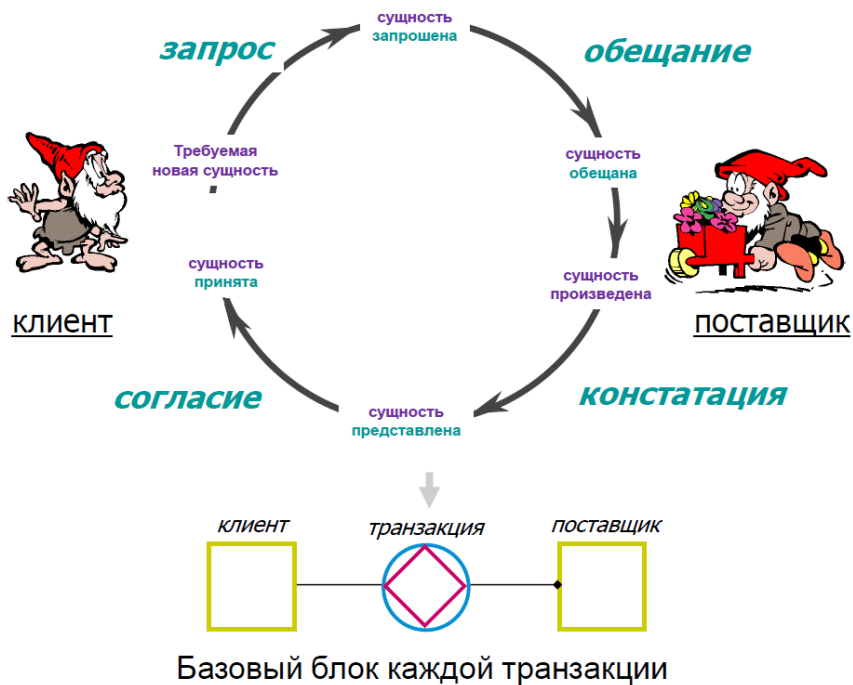 сущность
запрошена
запрос
обещание
Требуемая
новая сущность
сущность
обещана
сущность
принята
сущность
произведена
клиент
поставщик
согласие
констатация
сущность
представлена
клиент
транзакция
поставщик
Базовый блок каждой транзакции